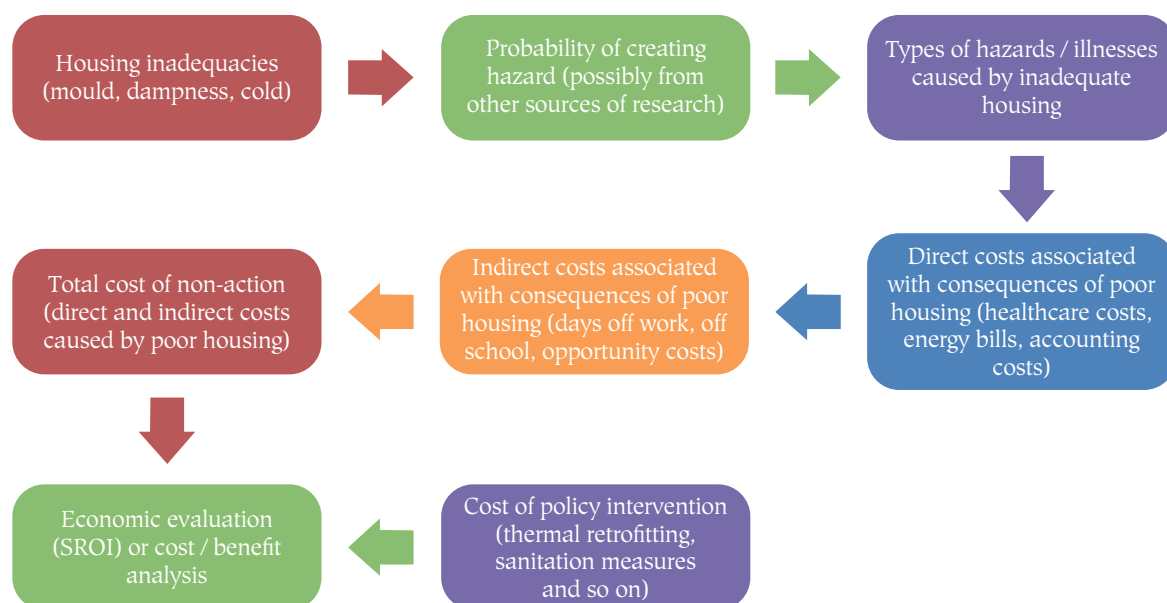 Housing inadequacies
(mould, dampness, cold)
Probability of creating
hazard (possibly from
other sources of research)
Types of hazards / illnesses
caused by inadequate
housing
Direct costs associated
with consequences of poor
housing (healthcare costs,
energy bills, accounting
costs)
Indirect costs associated
with consequences of poor
housing (days off work, off
school, opportunity costs)
Total cost of non-action
(direct and indirect costs
caused by poor housing)
Economic evaluation
(SROI) or cost / benefit
analysis
Cost of policy intervention
(thermal retrofitting,
sanitation measures
and so on)